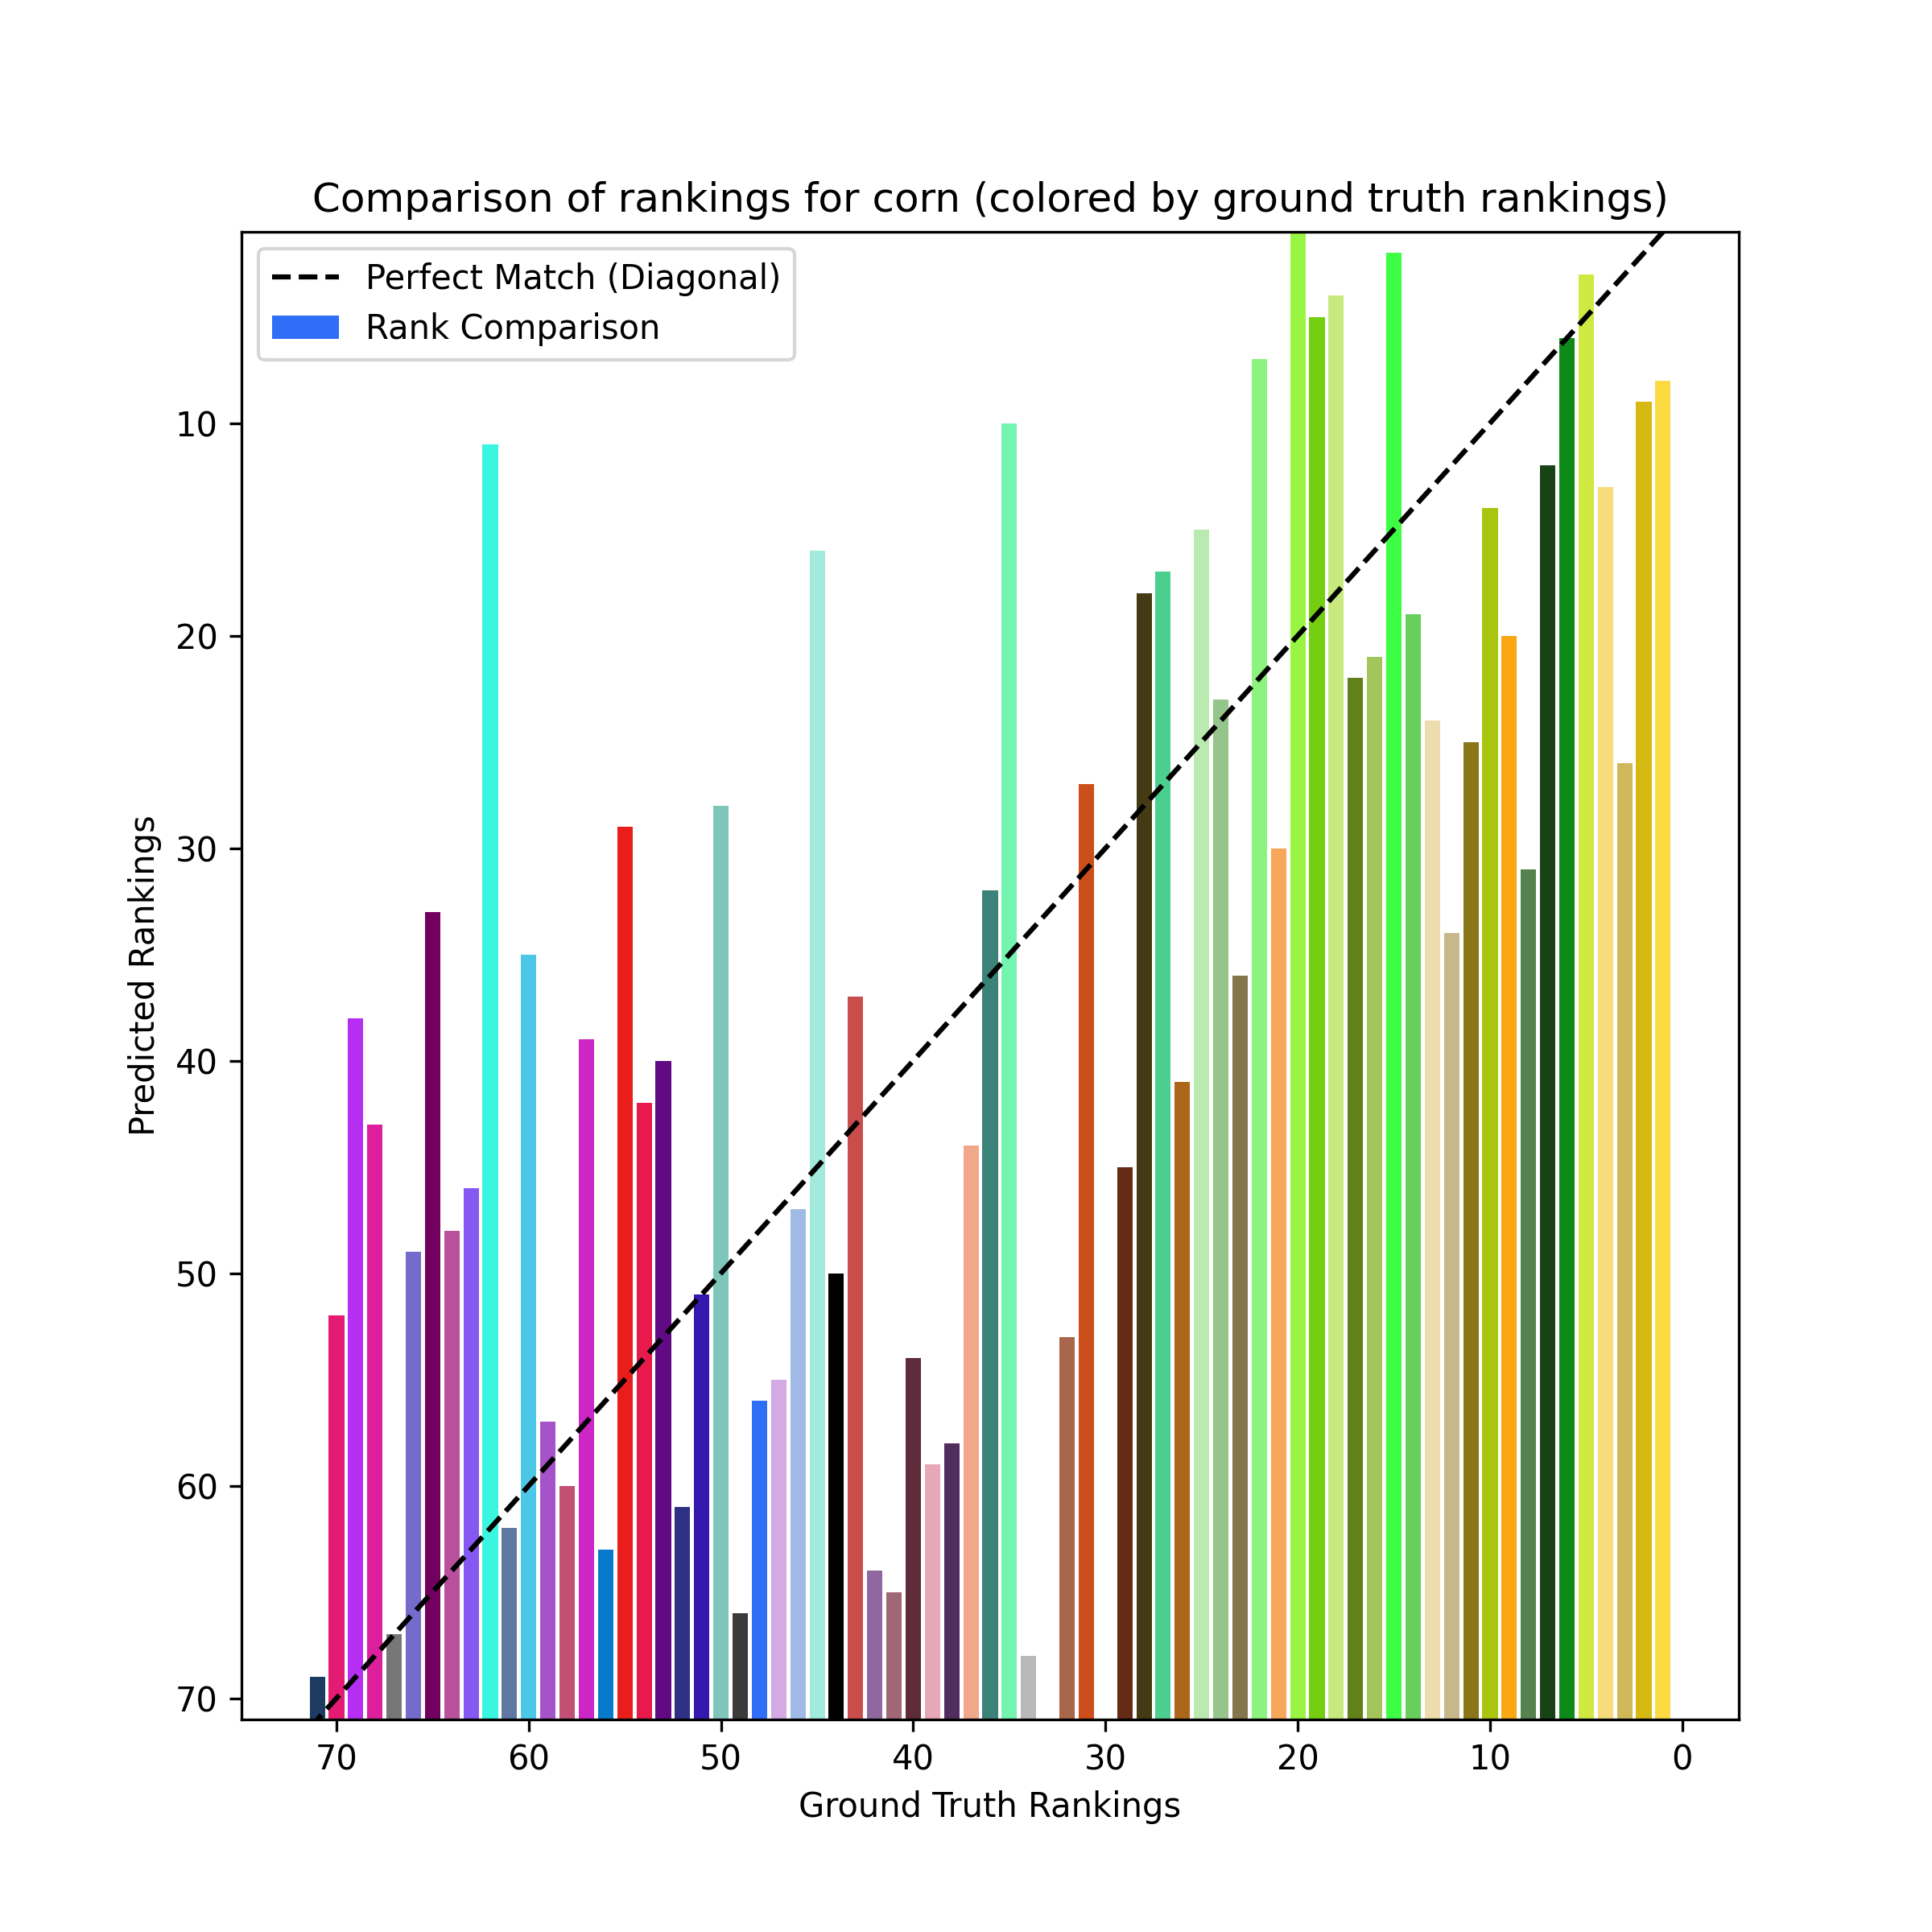 Comparison of rankings for corn (colored by ground truth rankings)
Perfect Match (Diagonal)
Rank Comparison
10
20
30
40
50
60
70
Predicted Rankings
70 60 50 40 30 20 10 0
Ground Truth Rankings